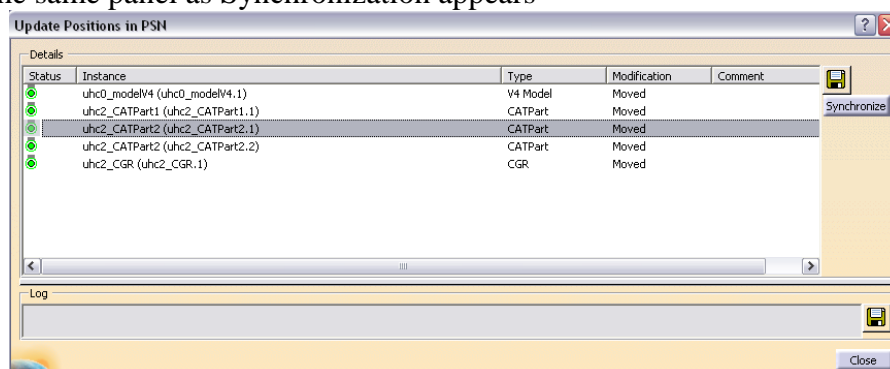 same panel as Synchronization appears
Update Positions in PSN
Details
Status Instance Type Modification Comment
uhc0_modelV4 (uhc0_modelV4.1) V4 Model Moved
uhc2_CATPart1 (uhc2_CATPart1.1) CATPart Moved
uhc2_CATPart2 (uhc2_CATPart2.1) CATPart Moved
uhc2_CATPart2 (uhc2_CATPart2.2) CATPart Moved
uhc2_CGR (uhc2_CGR.1) CGR Moved
Synchronize
Log
Close